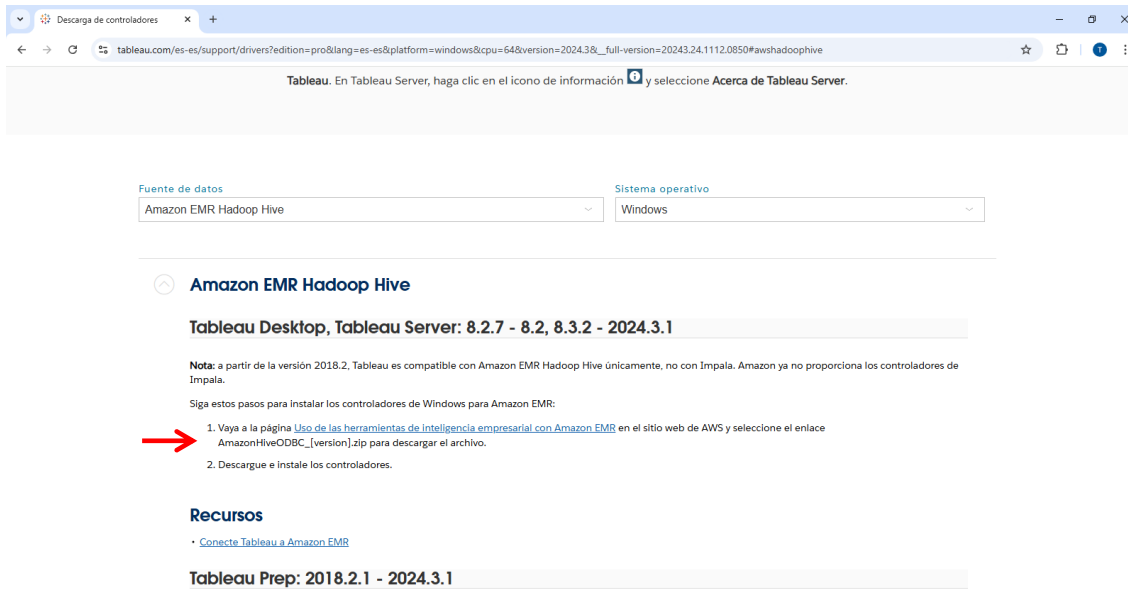 Descarga de controladores
tableau.com/es-es/support/drivers?edition=pro&lang=es-es&platform=windows&cpu=64&version=2024.3&__full-version=20243.24.1112.0850#awshadoophive
T
Tableau. En Tableau Server, haga clic en el icono de información i y seleccione Acerca de Tableau Server.
Fuente de datos
Sistema operativo
Amazon EMR Hadoop Hive
Windows
Amazon EMR Hadoop Hive
Tableau Desktop, Tableau Server: 8.2.7 - 8.2, 8.3.2 - 2024.3.1
Nota: a partir de la versión 2018.2, Tableau es compatible con Amazon EMR Hadoop Hive únicamente, no con Impala. Amazon ya no proporciona los controladores de
Impala.
Siga estos pasos para instalar los controladores de Windows para Amazon EMR:
1. Vaya a la página Uso de las herramientas de inteligencia empresarial con Amazon EMR en el sitio web de AWS y seleccione el enlace
AmazonHiveODBC_[version].zip para descargar el archivo.
2. Descargue e instale los controladores.
Recursos
• Conecte Tableau a Amazon EMR
Tableau Prep: 2018.2.1 - 2024.3.1